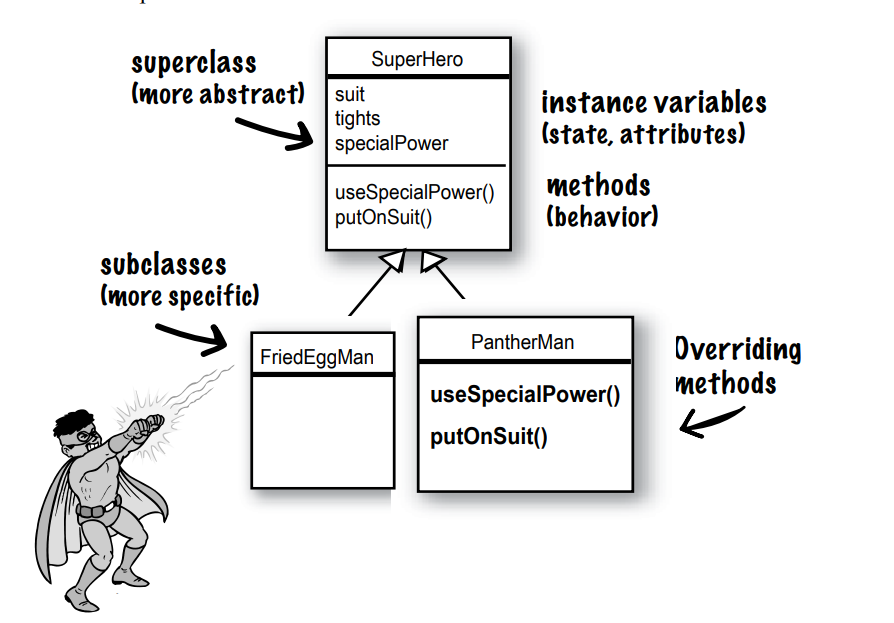 SuperHero
superclass
(more abstract)
suit
tights
specialPower
instance variables
(state, attributes)
useSpecialPower()
putOnSuit()
methods
(behavior)
subclasses
(more specific)
FriedEggMan
PantherMan
useSpecialPower()
putOnSuit()
Overriding
methods